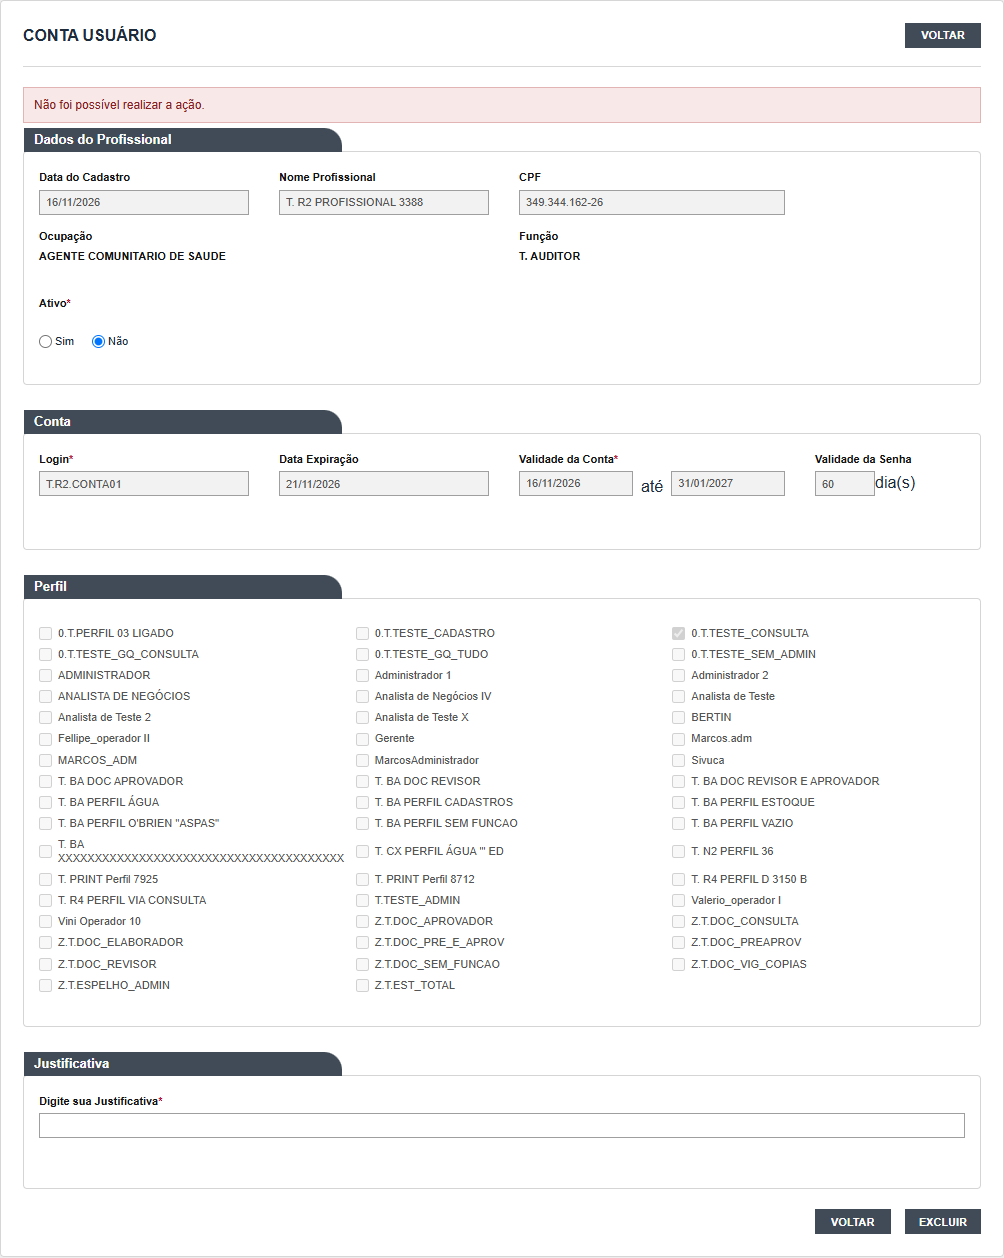 CONTA USUÁRIO
VOLTAR
Não foi possível realizar a ação.
Dados do Profissional
Data do Cadastro Nome Profissional CPF
16/11/2026 T. R2 PROFISSIONAL 3388 349.344.162-26
Ocupação Função
AGENTE COMUNITARIO DE SAUDE T. AUDITOR
Ativo*
Sim Não
Conta
Login* Data Expiração Validade da Conta* Validade da Senha
T.R2.CONTA01 21/11/2026 16/11/2026 até 31/01/2027 60 dia(s)
Perfil
0.T.PERFIL 03 LIGADO 0.T.TESTE_CADASTRO 0.T.TESTE_CONSULTA
0.T.TESTE_GQ_CONSULTA 0.T.TESTE_GQ_TUDO 0.T.TESTE_SEM_ADMIN
ADMINISTRADOR Administrador 1 Administrador 2
ANALISTA DE NEGÓCIOS Analista de Negócios IV Analista de Teste
Analista de Teste 2 Analista de Teste X BERTIN
Fellipe_operador II Gerente Marcos.adm
MARCOS_ADM MarcosAdministrador Sivuca
T. BA DOC APROVADOR T. BA DOC REVISOR T. BA DOC REVISOR E APROVADOR
T. BA PERFIL ÁGUA T. BA PERFIL CADASTROS T. BA PERFIL ESTOQUE
T. BA PERFIL O'BRIEN "ASPAS" T. BA PERFIL SEM FUNCAO T. BA PERFIL VAZIO
T. BA
XXXXXXXXXXXXXXXXXXXXXXXXXXXXXXXXXXXXXXX T. CX PERFIL ÁGUA '" ED T. N2 PERFIL 36
T. PRINT Perfil 7925 T. PRINT Perfil 8712 T. R4 PERFIL D 3150 B
T. R4 PERFIL VIA CONSULTA T.TESTE_ADMIN Valerio_operador I
Vini Operador 10 Z.T.DOC_APROVADOR Z.T.DOC_CONSULTA
Z.T.DOC_ELABORADOR Z.T.DOC_PRE_E_APROV Z.T.DOC_PREAPROV
Z.T.DOC_REVISOR Z.T.DOC_SEM_FUNCAO Z.T.DOC_VIG_COPIAS
Z.T.ESPELHO_ADMIN Z.T.EST_TOTAL
Justificativa
Digite sua Justificativa*
VOLTAR EXCLUIR